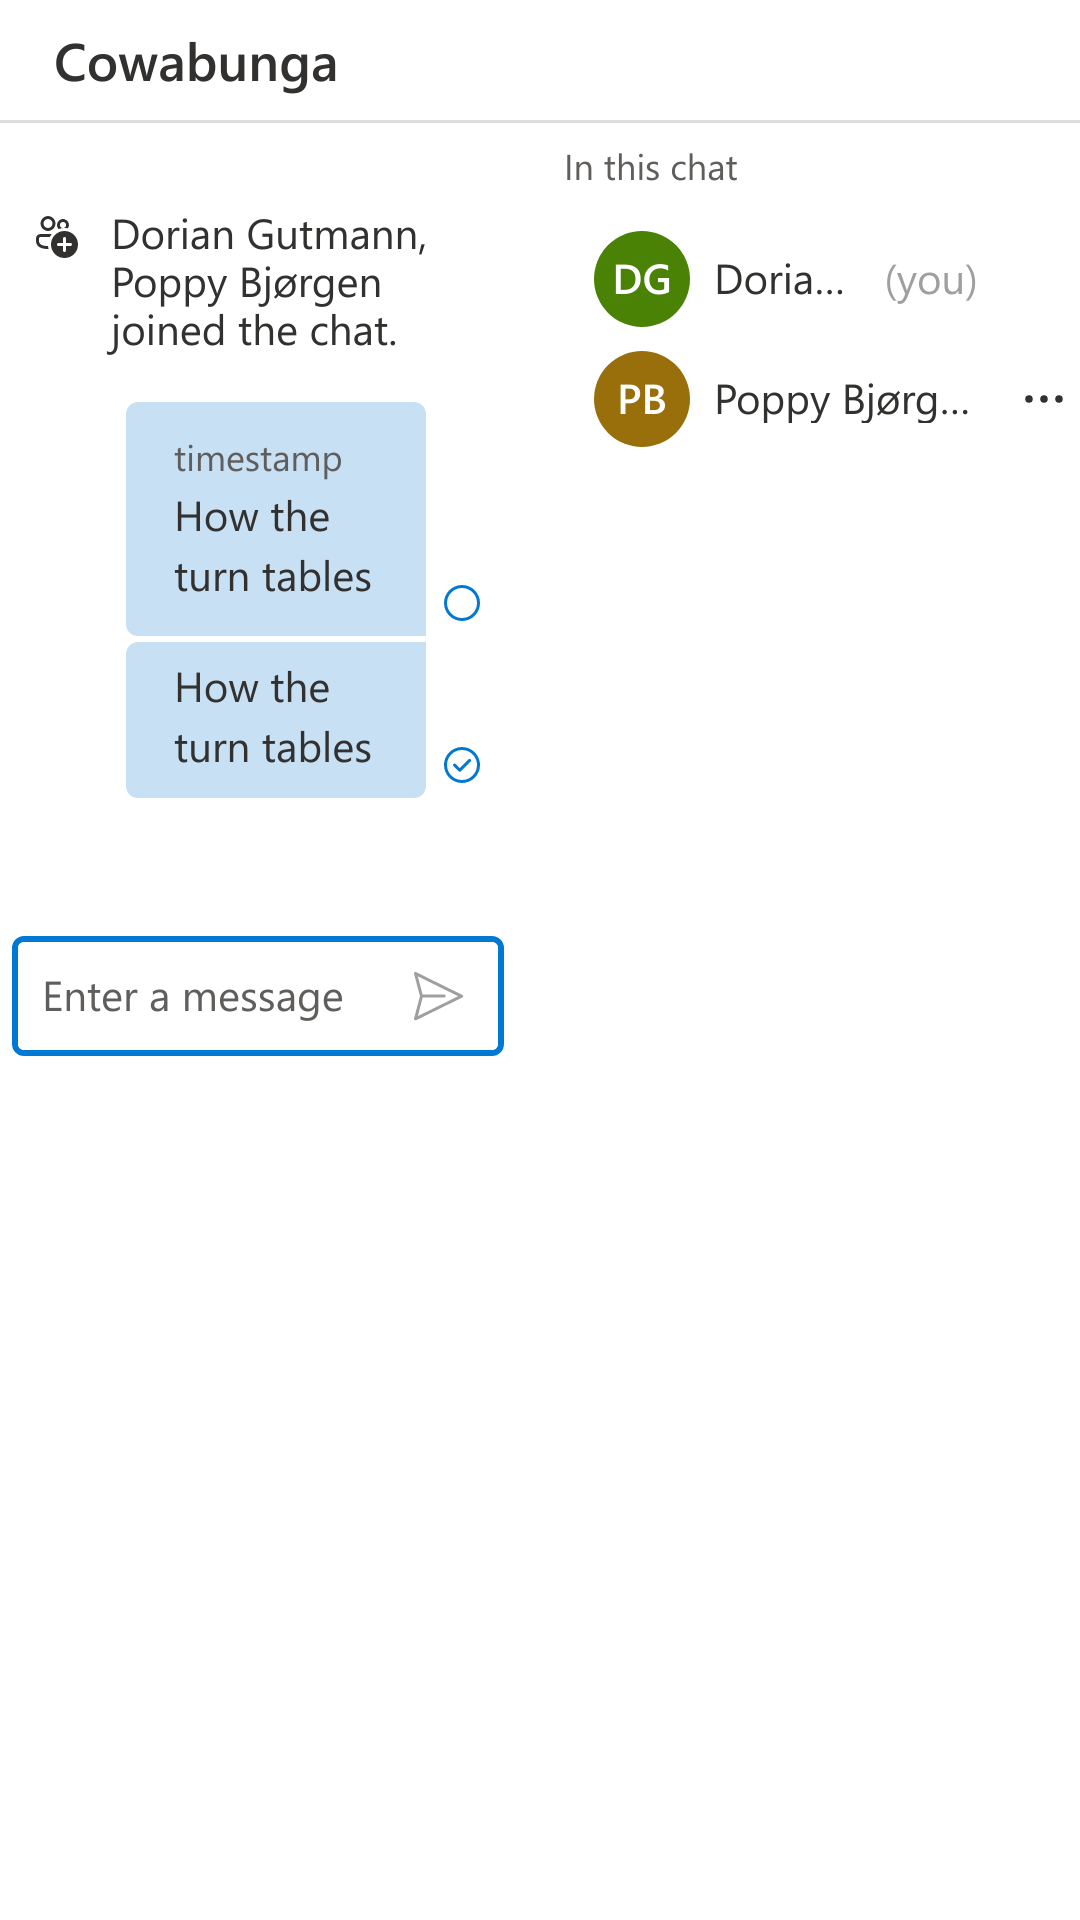 Cowabunga
Dorian Gutmann,
Poppy Bjørgen
joined the chat.
timestamp
How the
turn tables
How the
turn tables
Enter a message
In this chat
DG Doria... (you)
PB Poppy Bjørg...